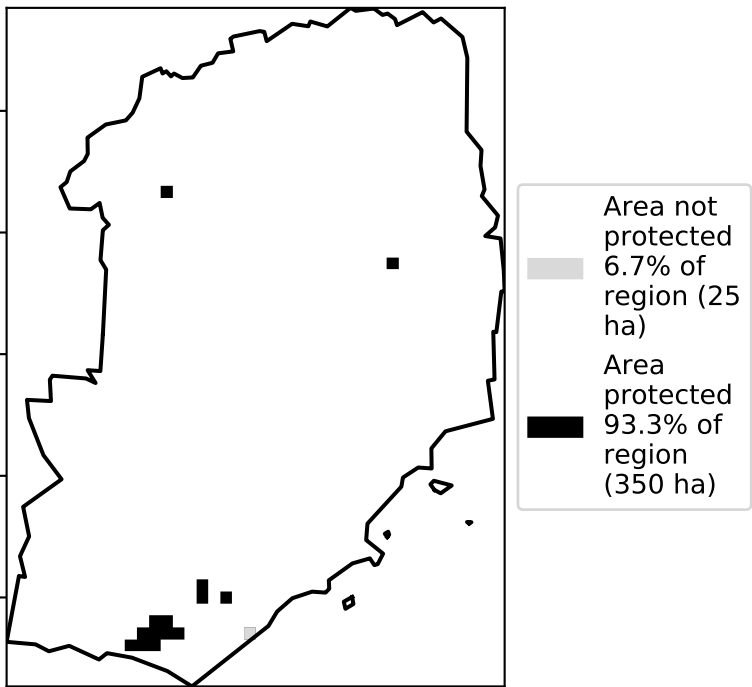 Area not
protected
6.7% of
region (25
ha)
Area
protected
93.3% of
region
(350 ha)